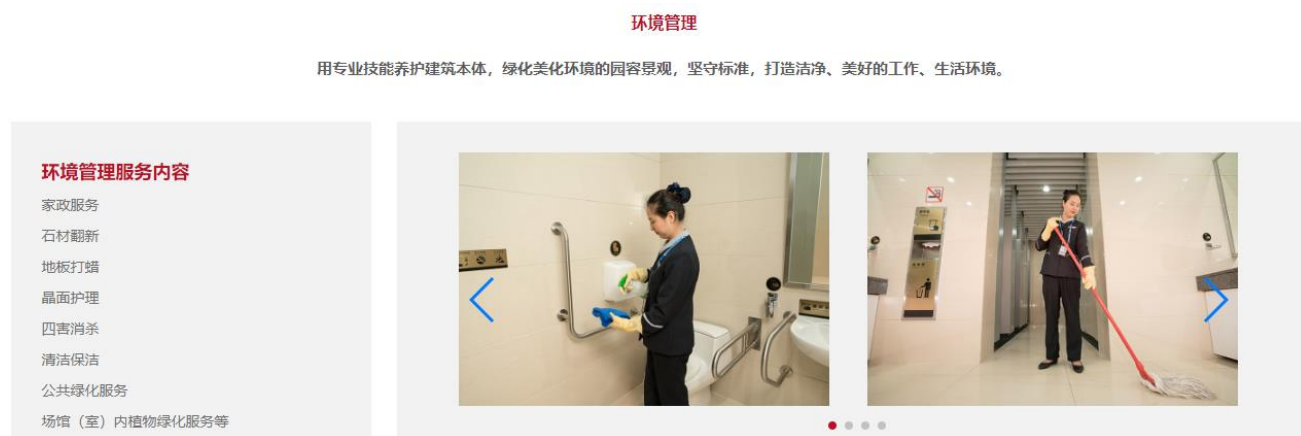 环境管理
用专业技能养护建筑本体，绿化美化环境的园容景观，坚守标准，打造洁净、美好的工作、生活环境。
环境管理服务内容
家政服务
石材翻新
地板打蜡
晶面护理
四害消杀
清洁保洁
公共绿化服务
场馆（室）内植物绿化服务等